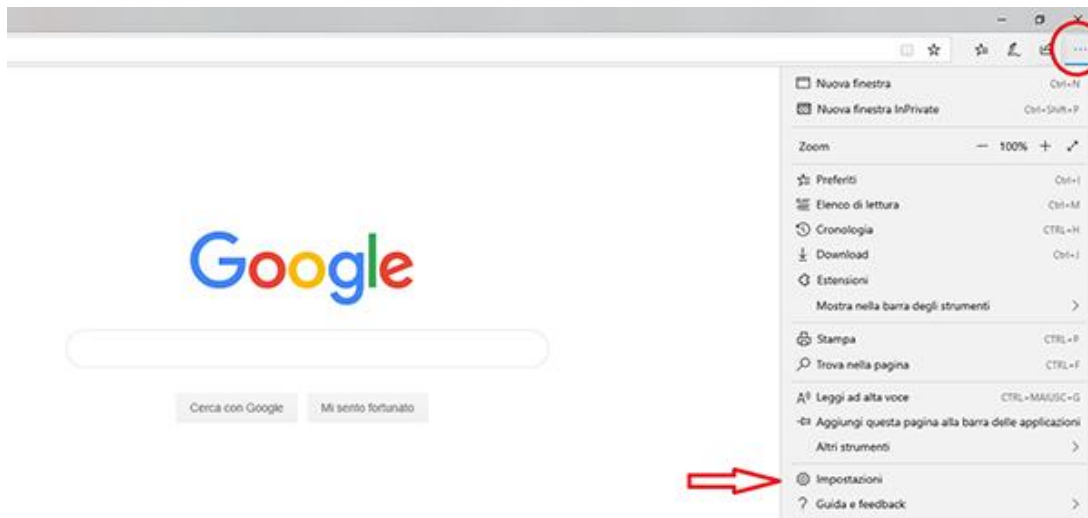 Nuova finestra Ctrl+N
Nuova finestra InPrivate Ctrl+Shift+P
Zoom − 100% +
Preferiti Ctrl+I
Elenco di lettura Ctrl+M
Cronologia CTRL+H
Download Ctrl+J
Estensioni
Mostra nella barra degli strumenti
Stampa CTRL+P
Trova nella pagina CTRL+F
Leggi ad alta voce CTRL+MAIUSC+G
Aggiungi questa pagina alla barra delle applicazioni
Altri strumenti
Impostazioni
? Guida e feedback
Google
Cerca con Google Mi sento fortunato